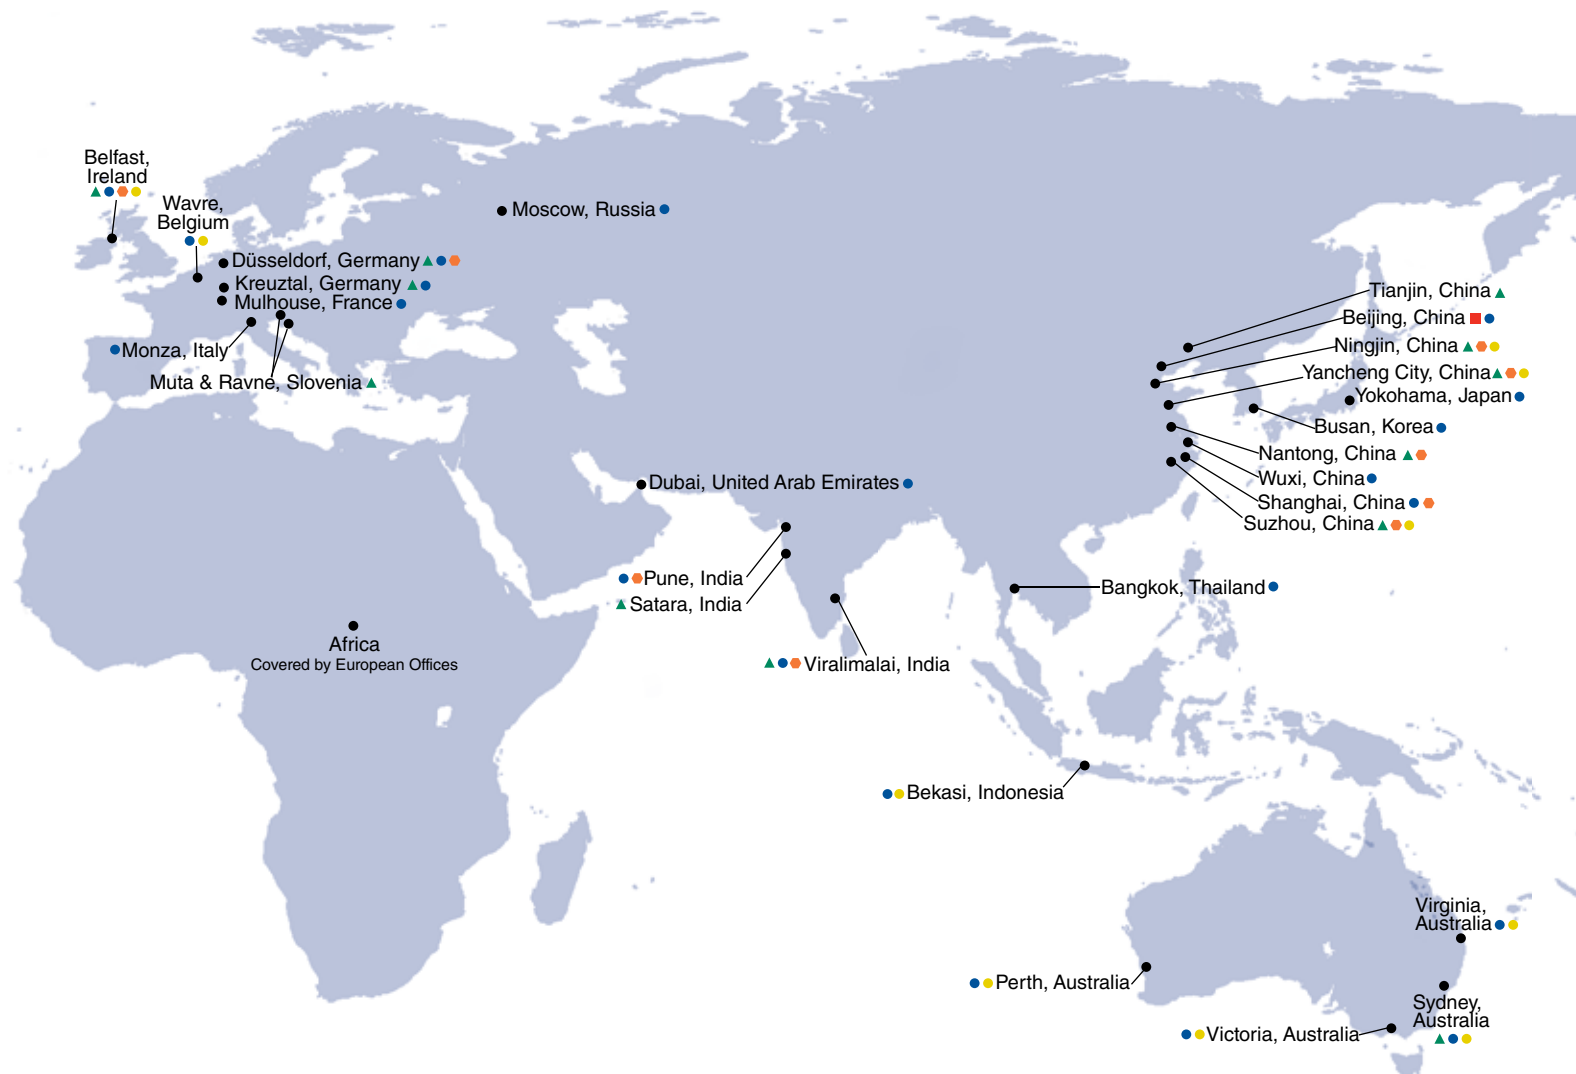 Belfast,
Ireland
Wavre,
Belgium
Moscow, Russia
Düsseldorf, Germany
Kreuztal, Germany
Mulhouse, France
Monza, Italy
Muta & Ravne, Slovenia
Tianjin, China
Beijing, China
Ningjin, China
Yancheng City, China
Yokohama, Japan
Busan, Korea
Nantong, China
Wuxi, China
Shanghai, China
Suzhou, China
Dubai, United Arab Emirates
Pune, India
Satara, India
Bangkok, Thailand
Africa
Covered by European Offices
Viralimalai, India
Bekasi, Indonesia
Virginia,
Australia
Perth, Australia
Sydney,
Australia
Victoria, Australia